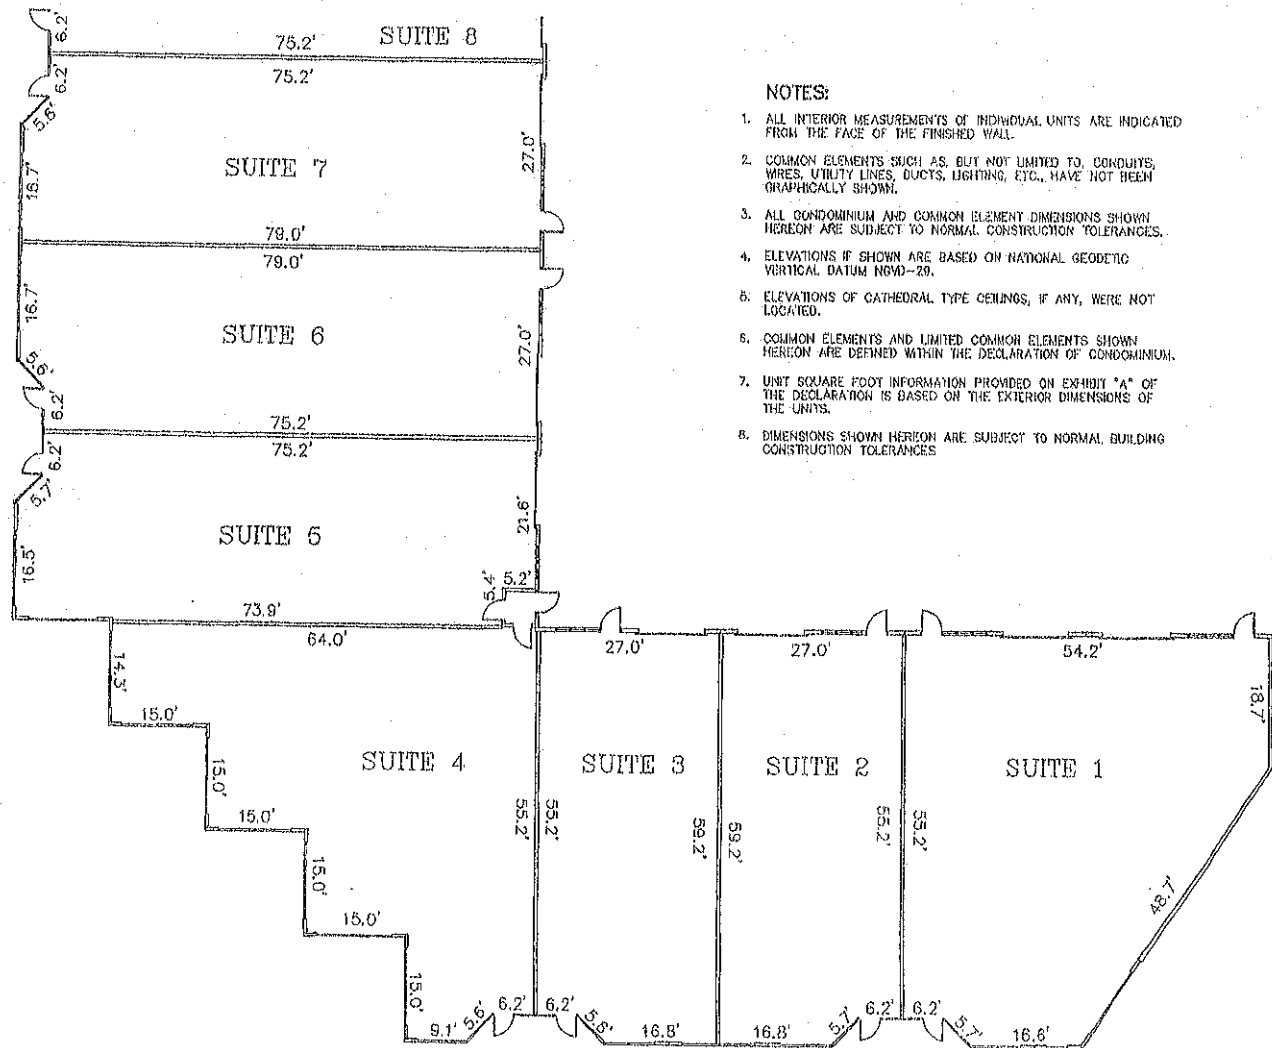 6.2'
75.2'
SUITE 8
6.2'
75.2'
5.6'
SUITE 7
27.0'
16.7'
79.0'
79.0'
16.7'
SUITE 6
27.0'
5.6'
6.2'
75.2'
6.2'
75.2'
5.7'
SUITE 5
21.6'
16.5'
5.4'
5.2'
73.9'
64.0'
27.0'
27.0'
54.2'
14.3'
18.7'
15.0'
SUITE 4
SUITE 3
SUITE 2
SUITE 1
15.0'
15.0'
55.2'
55.2'
59.2'
59.2'
55.2'
55.2'
15.0'
48.7'
15.0'
15.0'
9.1'
5.6'
6.2'
6.2'
5.6'
16.8'
16.8'
5.7'
6.2'
6.2'
5.7'
16.6'
NOTES:
1. ALL INTERIOR MEASUREMENTS OF INDIVIDUAL UNITS ARE INDICATED
FROM THE FACE OF THE FINISHED WALL.
2. COMMON ELEMENTS SUCH AS, BUT NOT LIMITED TO, CONDUITS,
WIRES, UTILITY LINES, DUCTS, LIGHTING, ETC., HAVE NOT BEEN
GRAPHICALLY SHOWN.
3. ALL CONDOMINIUM AND COMMON ELEMENT DIMENSIONS SHOWN
HEREON ARE SUBJECT TO NORMAL CONSTRUCTION TOLERANCES.
4. ELEVATIONS IF SHOWN ARE BASED ON NATIONAL GEODETIC
VERTICAL DATUM NGVD-29.
5. ELEVATIONS OF CATHEDRAL TYPE CEILINGS, IF ANY, WERE NOT
LOCATED.
6. COMMON ELEMENTS AND LIMITED COMMON ELEMENTS SHOWN
HEREON ARE DEFINED WITHIN THE DECLARATION OF CONDOMINIUM.
7. UNIT SQUARE FOOT INFORMATION PROVIDED ON EXHIBIT "A" OF
THE DECLARATION IS BASED ON THE EXTERIOR DIMENSIONS OF
THE UNITS.
8. DIMENSIONS SHOWN HEREON ARE SUBJECT TO NORMAL BUILDING
CONSTRUCTION TOLERANCES